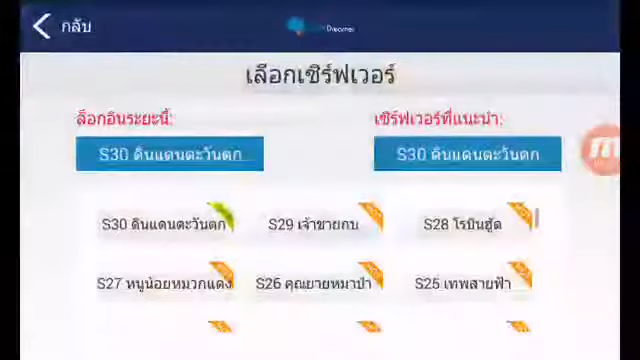 กลับ
Dreamer
เลือกเซิร์ฟเวอร์
ล็อกอินระยะนี้:
เซิร์ฟเวอร์ที่แนะนำ:
S30 ดินแดนตะวันตก
S30 ดินแดนตะวันตก
S30 ดินแดนตะวันตก
S29 เจ้าชายกบ
S28 โรบินฮู้ด
S27 หนูน้อยหมวกแดง
S26 คุณยายหมาป่า
S25 เทพสายฟ้า